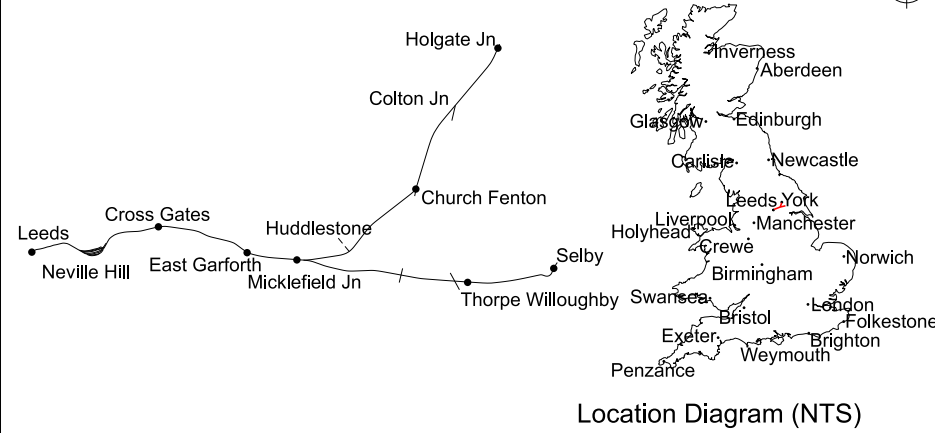 Holgate Jn
Colton Jn
Church Fenton
Cross Gates
Huddlestone
Leeds
Neville Hill
East Garforth
Micklefield Jn
Selby
Thorpe Willoughby
Inverness
Aberdeen
Glasgow
Edinburgh
Carlisle
Newcastle
Leeds York
Liverpool
Manchester
Holyhead
Crewe
Norwich
Birmingham
Swansea
London
Bristol
Folkestone
Exeter
Brighton
Weymouth
Penzance
Location Diagram (NTS)